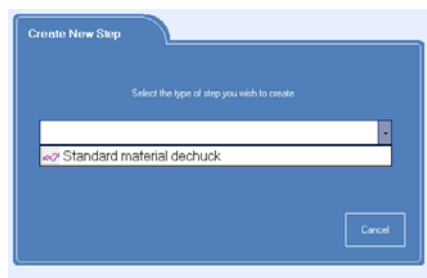 Create New Step
Select the type of step you wish to create
Standard material dechuck
Cancel